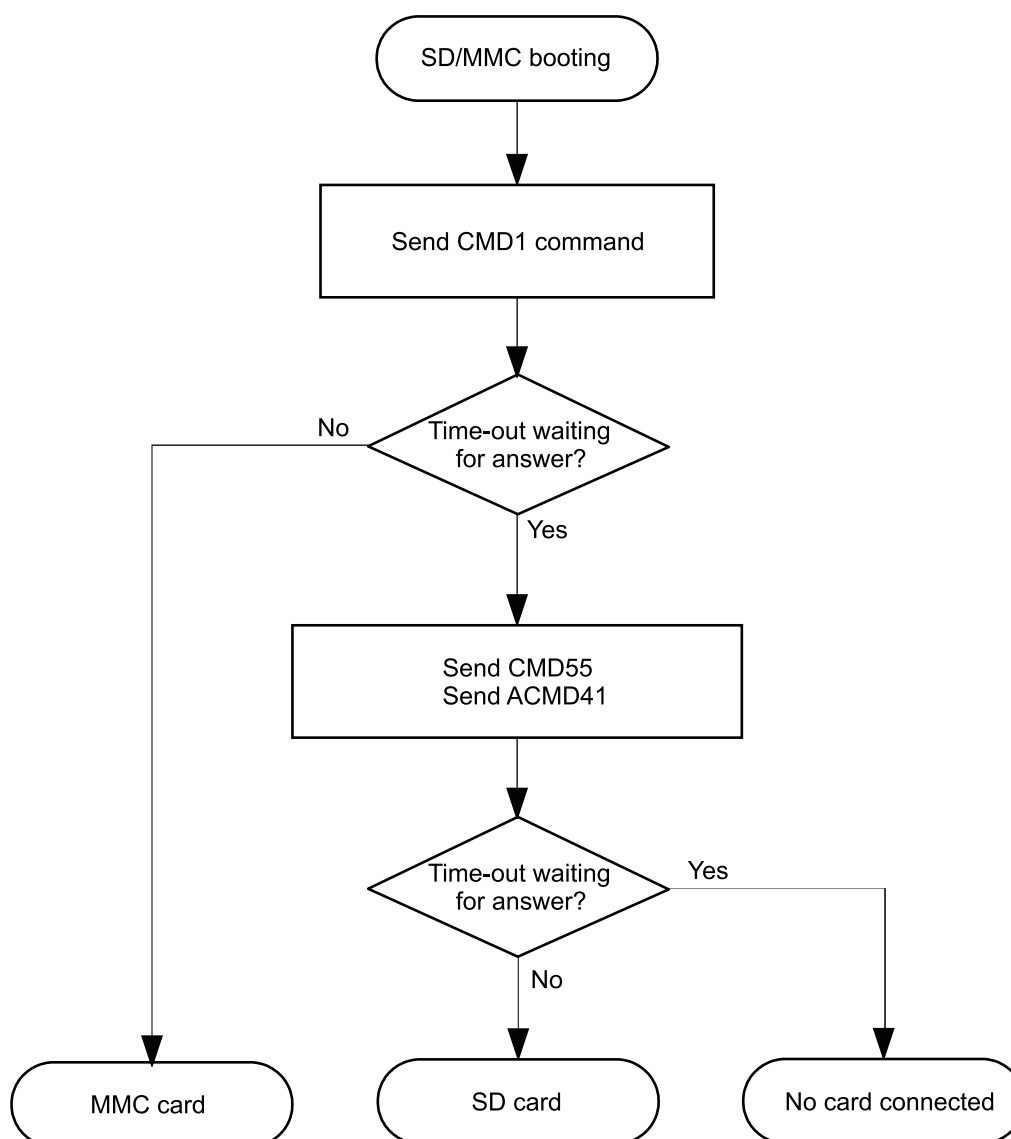 SD/MMC booting
Send CMD1 command
No
Time-out waiting
for answer?
Yes
Send CMD55
Send ACMD41
Time-out waiting
for answer?
Yes
No
MMC card
SD card
No card connected